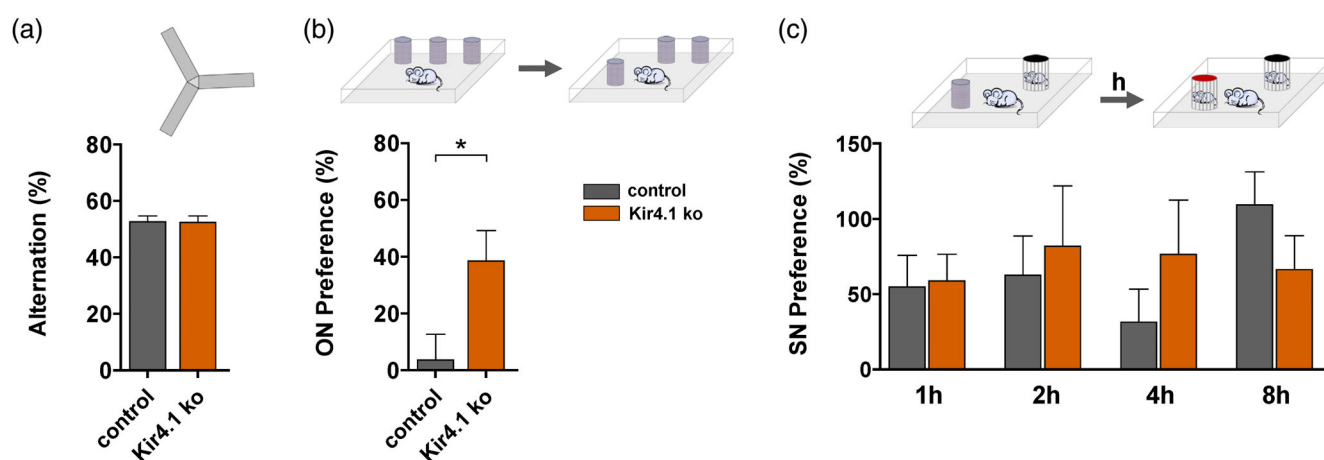 (a)
Alternation (%)
80
60
40
20
0
control
Kir4.1 ko
(b)
ON Preference (%)
80
60
40
20
0
*
control
Kir4.1 ko
control
Kir4.1 ko
(c)
h
SN Preference (%)
150
100
50
0
1h
2h
4h
8h